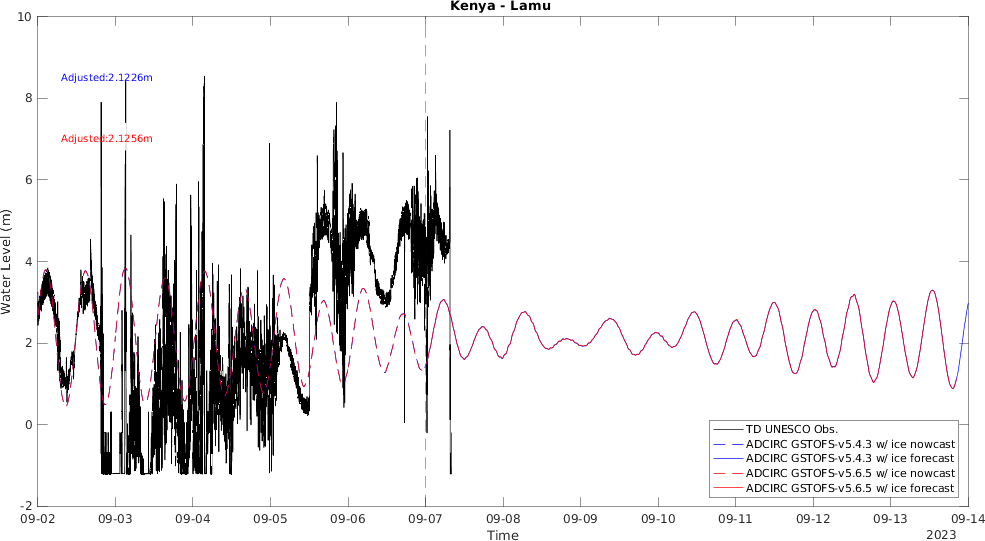 Kenya - Lamu
10
8
6
4
2
0
-2
Water Level (m)
Adjusted:2.1226m
Adjusted:2.1256m
TD UNESCO Obs.
ADCIRC GSTOFS-v5.4.3 w/ ice nowcast
ADCIRC GSTOFS-v5.4.3 w/ ice forecast
ADCIRC GSTOFS-v5.6.5 w/ ice nowcast
ADCIRC GSTOFS-v5.6.5 w/ ice forecast
09-02 09-03 09-04 09-05 09-06 09-07 09-08 09-09 09-10 09-11 09-12 09-13 09-14
Time
2023